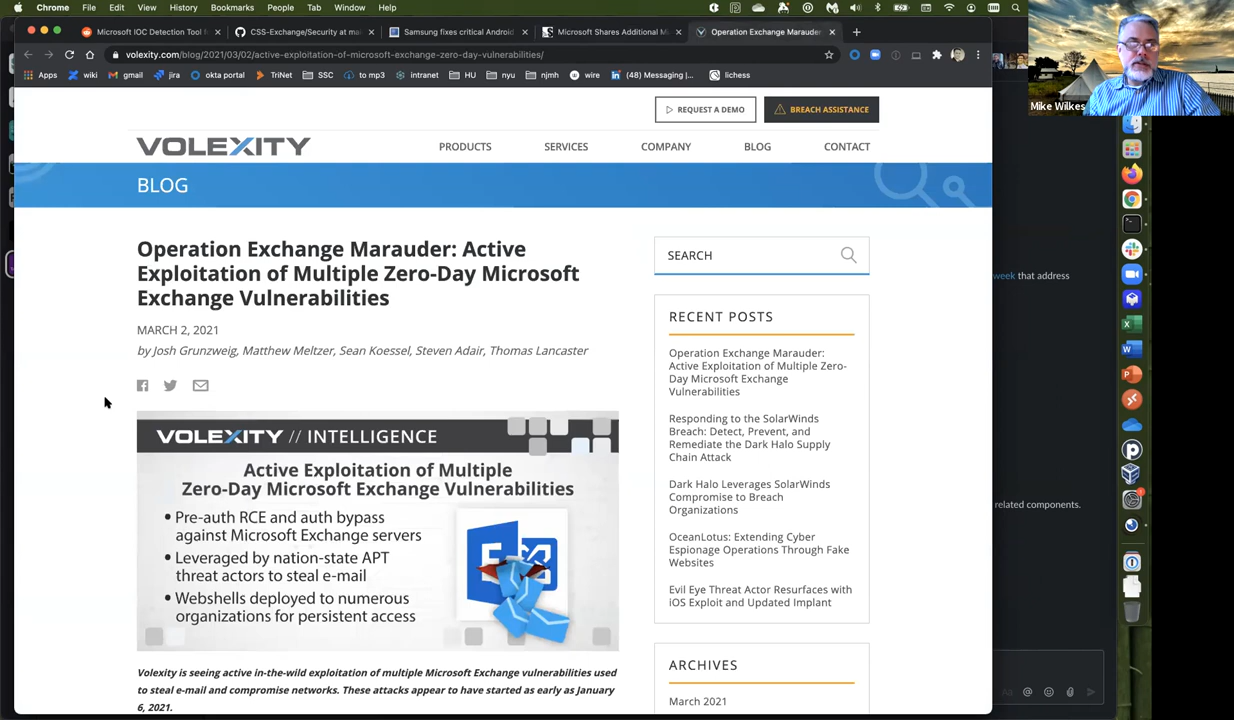 Chrome File Edit View History Bookmarks People Tab Window Help
Microsoft IOC Detection Tool f
CSS-Exchange/Security at ma
Samsung fixes critical Android
Microsoft Shares Additional M
Operation Exchange Marauder
volexity.com/blog/2021/03/02/active-exploitation-of-microsoft-exchange-zero-day-vulnerabilities/
Apps wiki gmail jira okta portal TriNet SSC to mp3 intranet HU nyu njmh wire (48) Messaging |... lichess
Mike Wilkes
REQUEST A DEMO
BREACH ASSISTANCE
VOLEXITY
PRODUCTS SERVICES COMPANY BLOG CONTACT
BLOG
Operation Exchange Marauder: Active
Exploitation of Multiple Zero-Day Microsoft
Exchange Vulnerabilities
MARCH 2, 2021
by Josh Grunzweig, Matthew Meltzer, Sean Koessel, Steven Adair, Thomas Lancaster
VOLEXITY // INTELLIGENCE
Active Exploitation of Multiple
Zero-Day Microsoft Exchange Vulnerabilities
• Pre-auth RCE and auth bypass
against Microsoft Exchange servers
• Leveraged by nation-state APT
threat actors to steal e-mail
• Webshells deployed to numerous
organizations for persistent access
Volexity is seeing active in-the-wild exploitation of multiple Microsoft Exchange vulnerabilities used
to steal e-mail and compromise networks. These attacks appear to have started as early as January
6, 2021.
SEARCH
RECENT POSTS
Operation Exchange Marauder:
Active Exploitation of Multiple Zero-
Day Microsoft Exchange
Vulnerabilities
Responding to the SolarWinds
Breach: Detect, Prevent, and
Remediate the Dark Halo Supply
Chain Attack
Dark Halo Leverages SolarWinds
Compromise to Breach
Organizations
OceanLotus: Extending Cyber
Espionage Operations Through Fake
Websites
Evil Eye Threat Actor Resurfaces with
iOS Exploit and Updated Implant
ARCHIVES
March 2021
week that address
related components.
Aa @